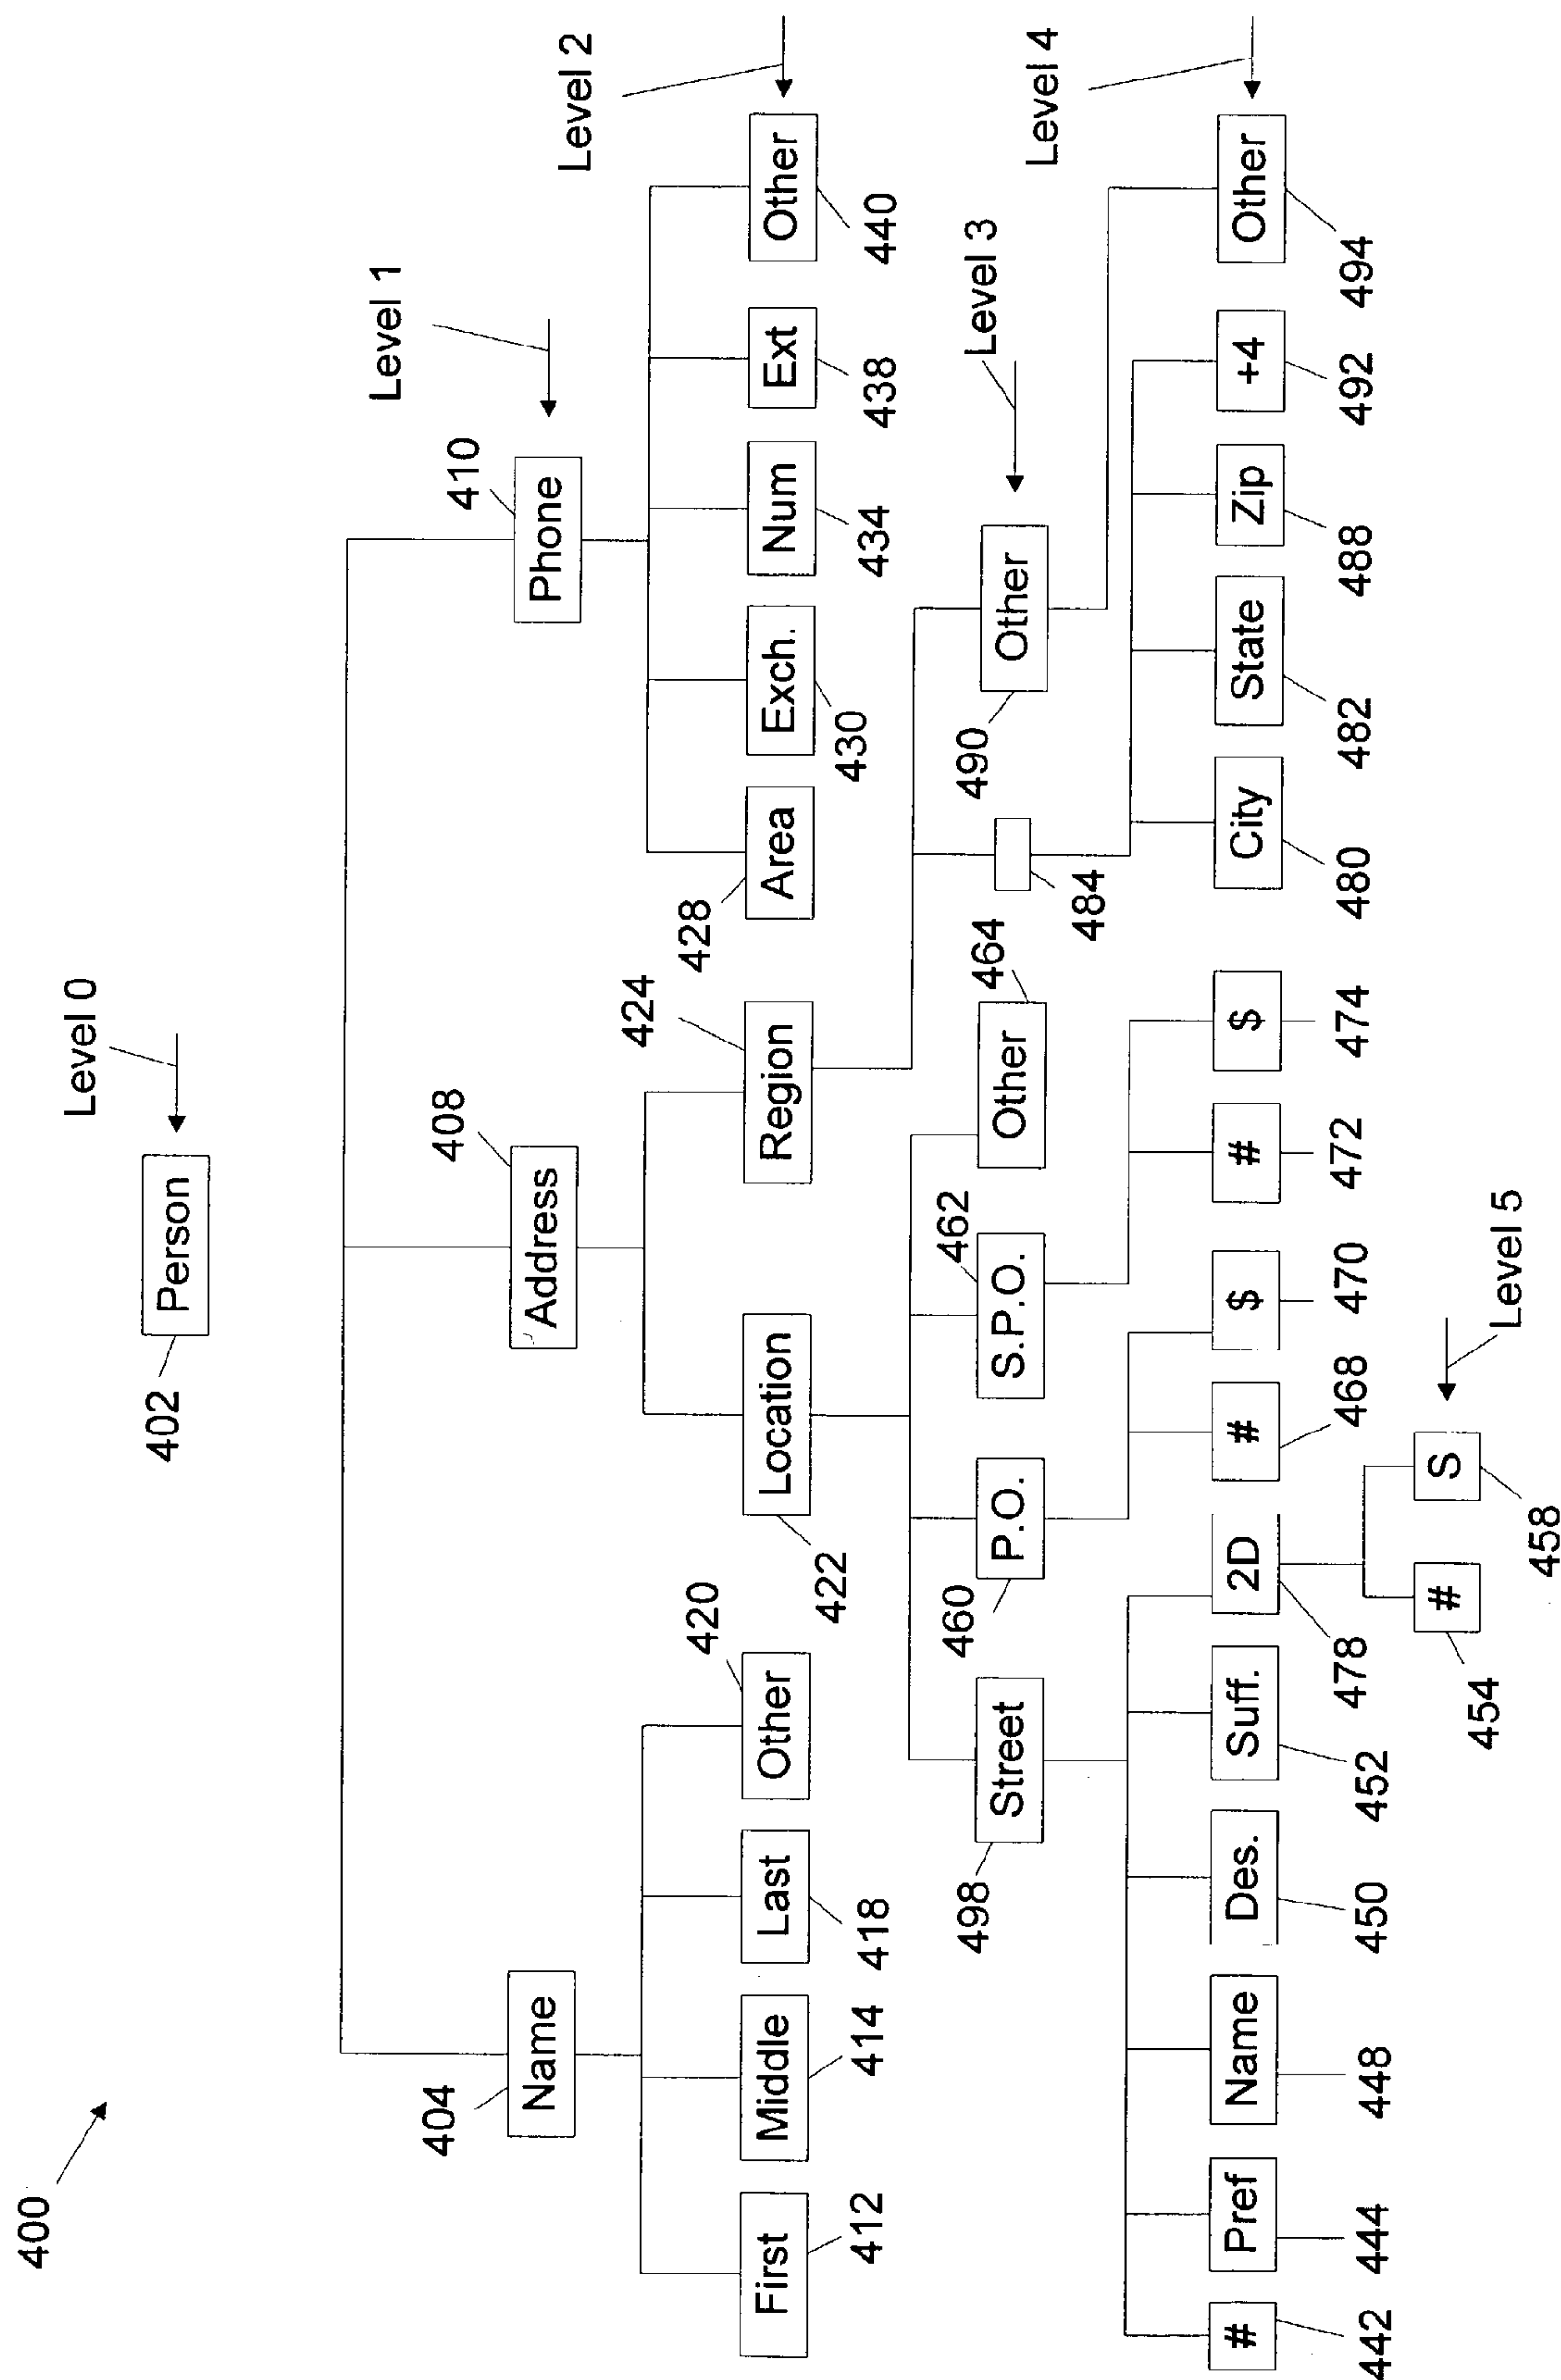 400
Level 0
402
Person
Level 1
404
Name
408
Address
410
Phone
Level 2
First
Middle
Last
Other
Location
Region
Area
Exch.
Num
Ext
Other
412
414
418
420
422
424
428
430
434
438
440
Level 3
498
Street
460
P.O.
462
S.P.O.
464
Other
484
490
Other
Level 4
#
Pref
Name
Des.
Suff.
2D
#
$
#
$
City
State
Zip
+4
Other
442
444
448
450
452
478
468
470
472
474
480
482
488
492
494
Level 5
#
S
454
458